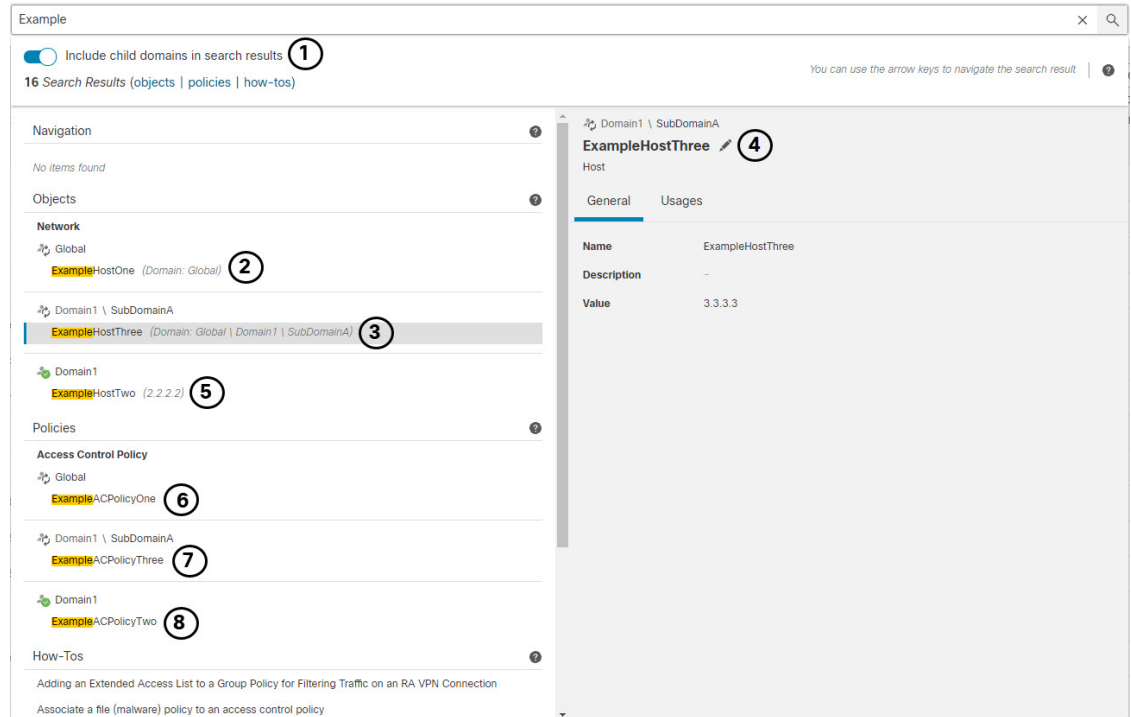 Example
Include child domains in search results 1
16 Search Results (objects | policies | how-tos)
You can use the arrow keys to navigate the search result
Navigation
No items found
Objects
Network
Global
ExampleHostOne (Domain: Global) 2
Domain1 \ SubDomainA
ExampleHostThree (Domain: Global \ Domain1 \ SubDomainA) 3
Domain1
ExampleHostTwo (2.2.2.2) 5
Policies
Access Control Policy
Global
ExampleACPolicyOne 6
Domain1 \ SubDomainA
ExampleACPolicyThree 7
Domain1
ExampleACPolicyTwo 8
How-Tos
Adding an Extended Access List to a Group Policy for Filtering Traffic on an RA VPN Connection
Associate a file (malware) policy to an access control policy
Domain1 \ SubDomainA
ExampleHostThree 4
Host
General Usages
Name ExampleHostThree
Description -
Value 3.3.3.3